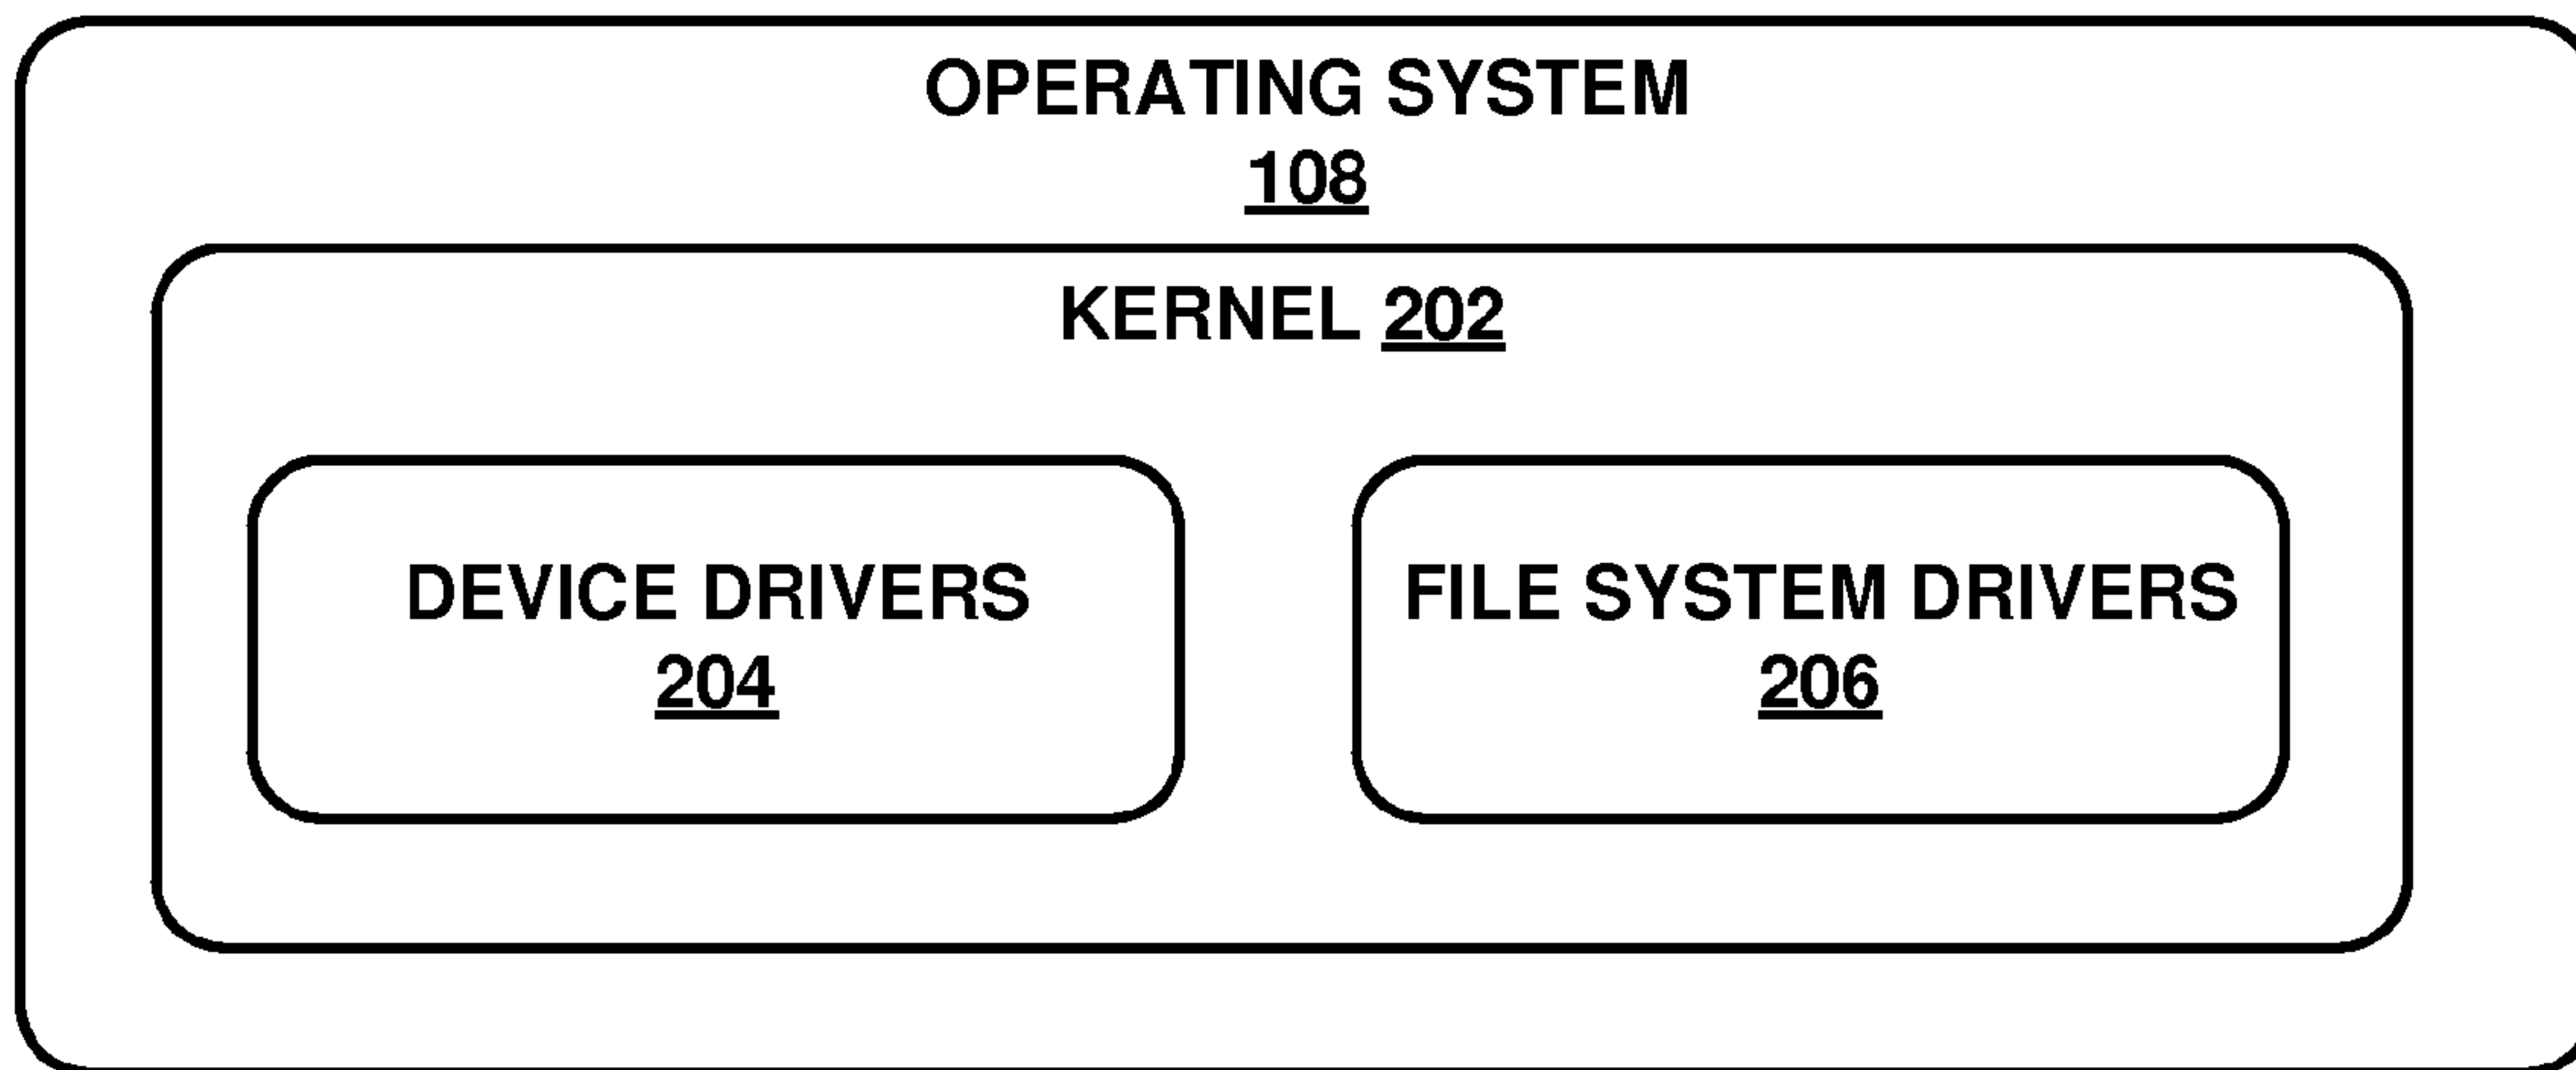 OPERATING SYSTEM
108
KERNEL 202
DEVICE DRIVERS
204
FILE SYSTEM DRIVERS
206